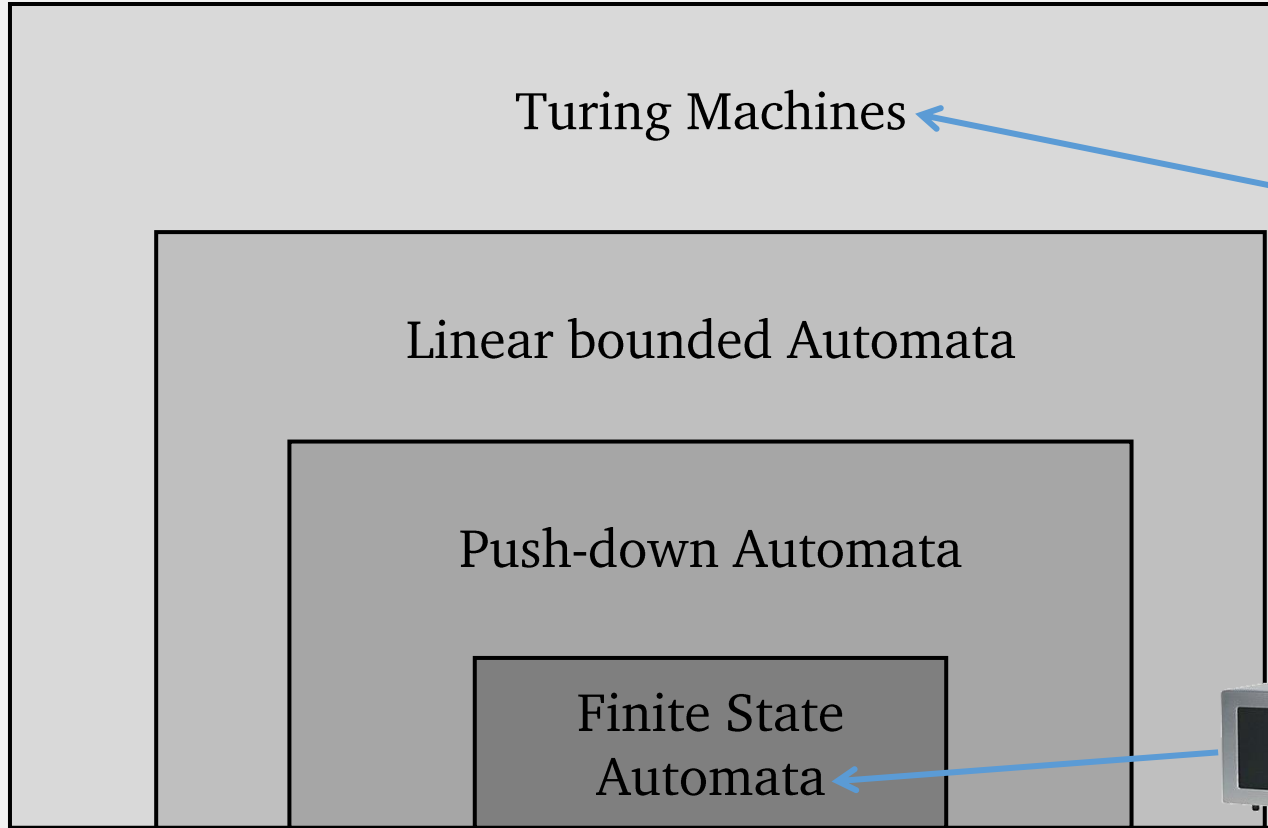 Turing Machines
Linear bounded Automata
Push-down Automata
Finite State
Automata